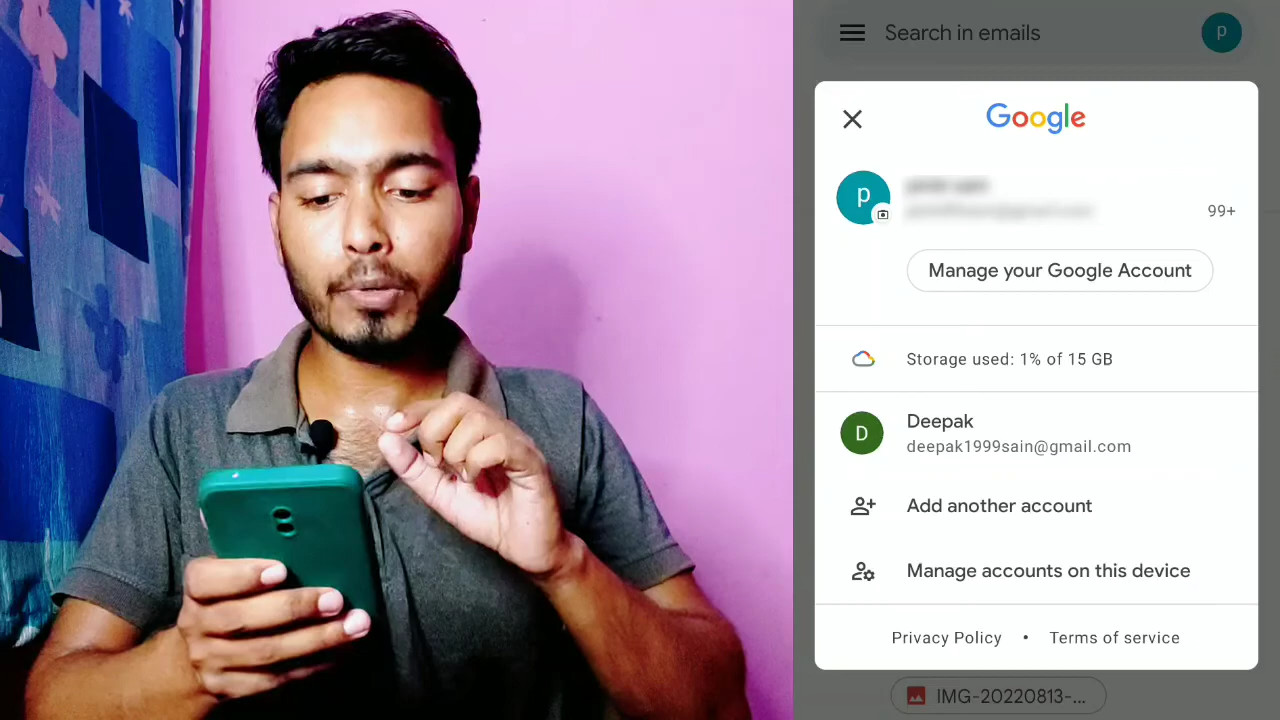 Search in emails
p
Google
p
99+
Manage your Google Account
Storage used: 1% of 15 GB
D
Deepak
deepak1999sain@gmail.com
Add another account
Manage accounts on this device
Privacy Policy • Terms of service
IMG-20220813-...